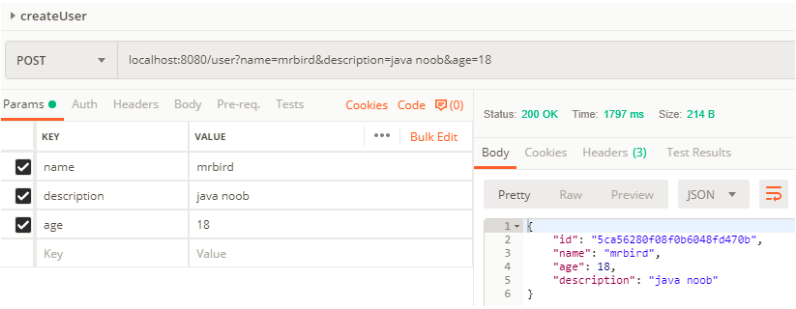 createUser
POST localhost:8080/user?name=mrbird&description=java noob&age=18
Params Auth Headers Body Pre-req. Tests Cookies Code (0)
KEY VALUE ••• Bulk Edit
name mrbird
description java noob
age 18
Key Value
Status: 200 OK Time: 1797 ms Size: 214 B
Body Cookies Headers (3) Test Results
Pretty Raw Preview JSON
1 {
2 "id": "5ca56280f08f0b6048fd470b",
3 "name": "mrbird",
4 "age": 18,
5 "description": "java noob"
6 }